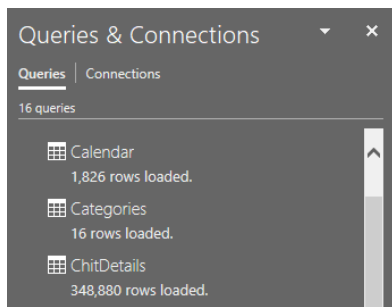 Queries & Connections
Queries | Connections
16 queries
Calendar
1,826 rows loaded.
Categories
16 rows loaded.
ChitDetails
348,880 rows loaded.